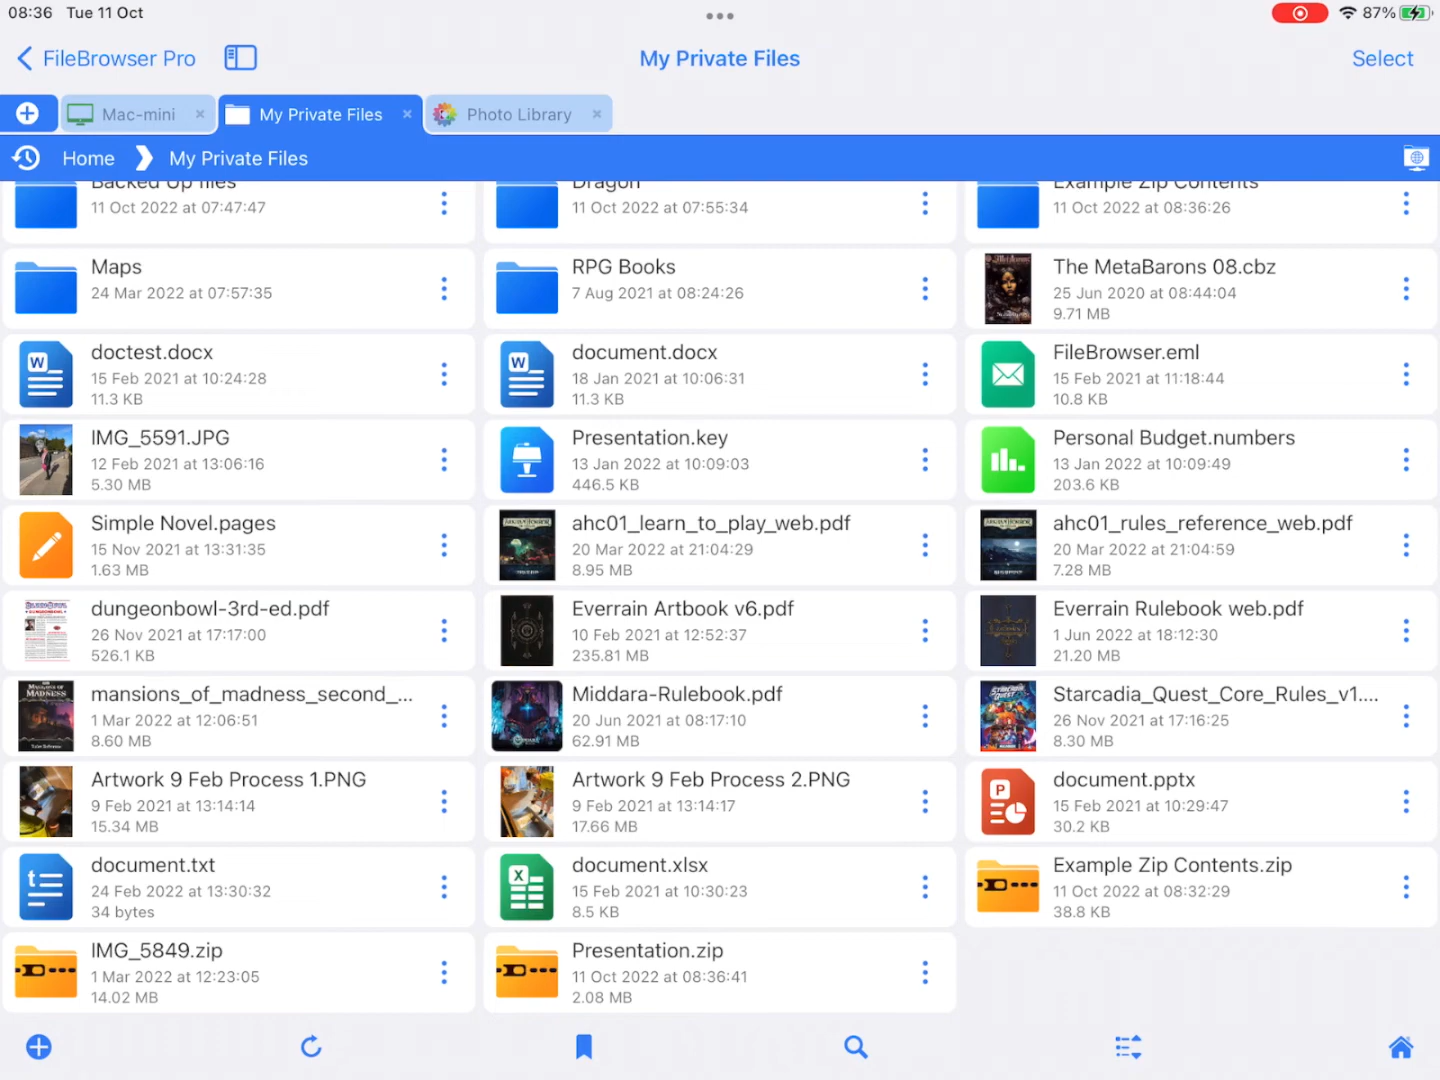 08:36 Tue 11 Oct
87%
FileBrowser Pro
My Private Files
Select
Mac-mini
My Private Files
Photo Library
Home
My Private Files
Backed Up files
11 Oct 2022 at 07:47:47
Dragon
11 Oct 2022 at 07:55:34
Example Zip Contents
11 Oct 2022 at 08:36:26
Maps
24 Mar 2022 at 07:57:35
RPG Books
7 Aug 2021 at 08:24:26
The MetaBarons 08.cbz
25 Jun 2020 at 08:44:04
9.71 MB
doctest.docx
15 Feb 2021 at 10:24:28
11.3 KB
document.docx
18 Jan 2021 at 10:06:31
11.3 KB
FileBrowser.eml
15 Feb 2021 at 11:18:44
10.8 KB
IMG_5591.JPG
12 Feb 2021 at 13:06:16
5.30 MB
Presentation.key
13 Jan 2022 at 10:09:03
446.5 KB
Personal Budget.numbers
13 Jan 2022 at 10:09:49
203.6 KB
Simple Novel.pages
15 Nov 2021 at 13:31:35
1.63 MB
ahc01_learn_to_play_web.pdf
20 Mar 2022 at 21:04:29
8.95 MB
ahc01_rules_reference_web.pdf
20 Mar 2022 at 21:04:59
7.28 MB
dungeonbowl-3rd-ed.pdf
26 Nov 2021 at 17:17:00
526.1 KB
Everrain Artbook v6.pdf
10 Feb 2021 at 12:52:37
235.81 MB
Everrain Rulebook web.pdf
1 Jun 2022 at 18:12:30
21.20 MB
mansions_of_madness_second_...
1 Mar 2022 at 12:06:51
8.60 MB
Middara-Rulebook.pdf
20 Jun 2021 at 08:17:10
62.91 MB
Starcadia_Quest_Core_Rules_v1....
26 Nov 2021 at 17:16:25
8.30 MB
Artwork 9 Feb Process 1.PNG
9 Feb 2021 at 13:14:14
15.34 MB
Artwork 9 Feb Process 2.PNG
9 Feb 2021 at 13:14:17
17.66 MB
document.pptx
15 Feb 2021 at 10:29:47
30.2 KB
document.txt
24 Feb 2022 at 13:30:32
34 bytes
document.xlsx
15 Feb 2021 at 10:30:23
8.5 KB
Example Zip Contents.zip
11 Oct 2022 at 08:32:29
38.8 KB
IMG_5849.zip
1 Mar 2022 at 12:23:05
14.02 MB
Presentation.zip
11 Oct 2022 at 08:36:41
2.08 MB